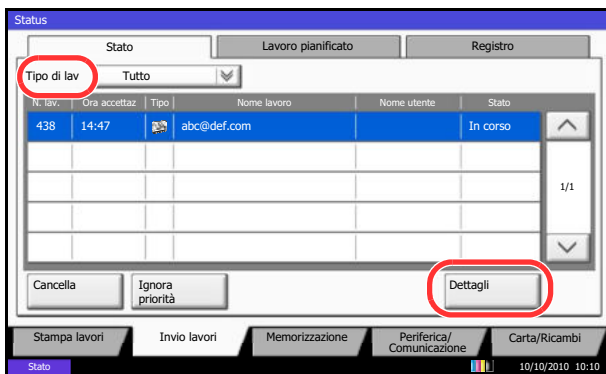 Status
Stato Lavoro pianificato Registro
Tipo di lav Tutto
N. lav. Ora accettaz Tipo Nome lavoro Nome utente Stato
438 14:47 abc@def.com In corso
1/1
Cancella Ignora priorità Dettagli
Stampa lavori Invio lavori Memorizzazione Periferica/ Comunicazione Carta/Ricambi
Stato 10/10/2010 10:10